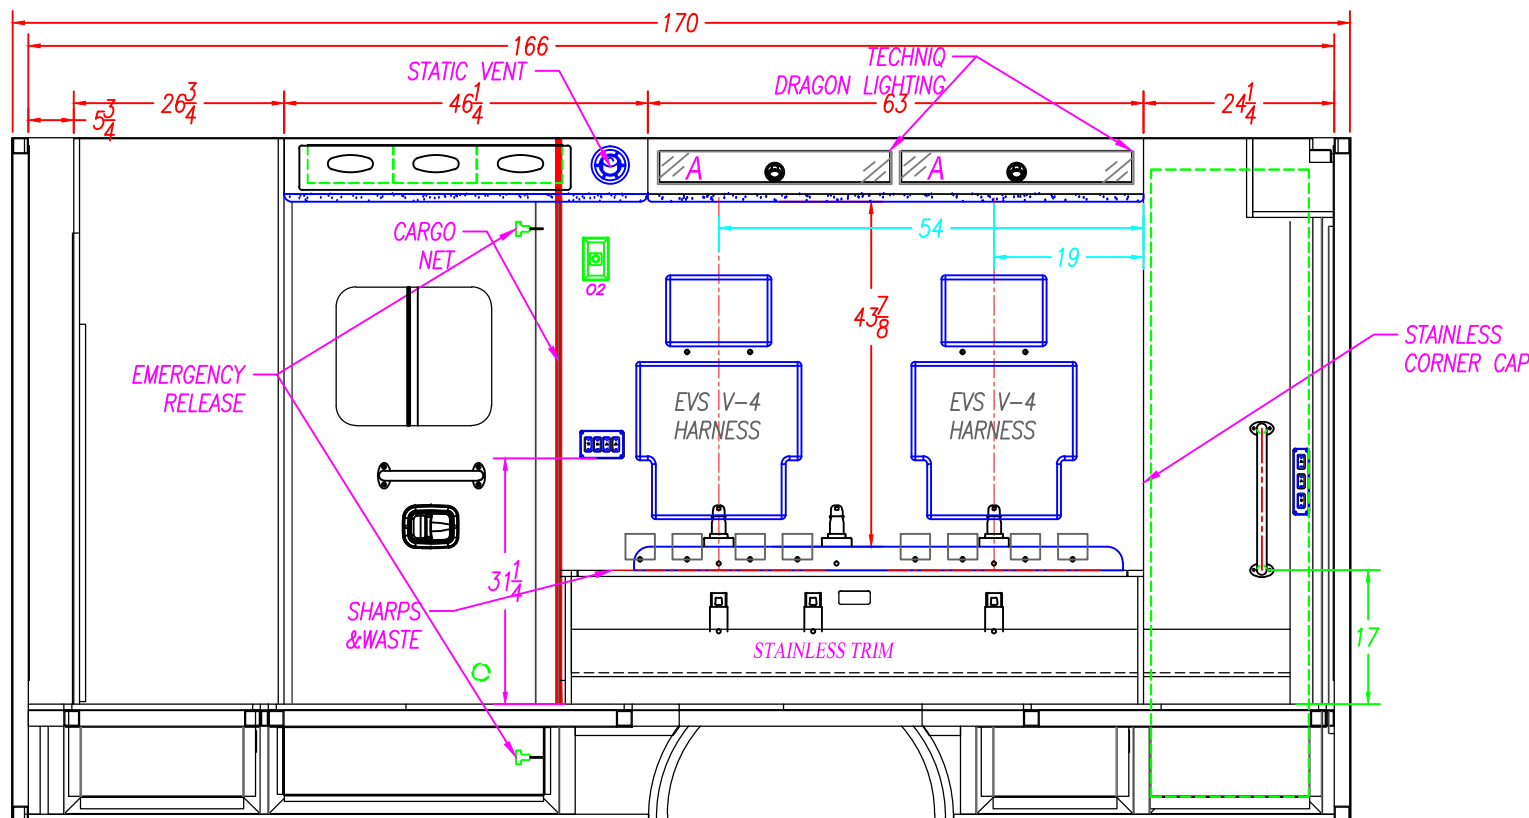 170
166
STATIC VENT
TECHNIQ
DRAGON LIGHTING
5 3/4
26 3/4
46 1/4
63
24 1/4
A
A
CARGO
NET
54
19
O2
43 7/8
STAINLESS
CORNER CAP
EMERGENCY
RELEASE
EVS V-4
HARNESS
EVS V-4
HARNESS
31 1/4
SHARPS
&WASTE
STAINLESS TRIM
17